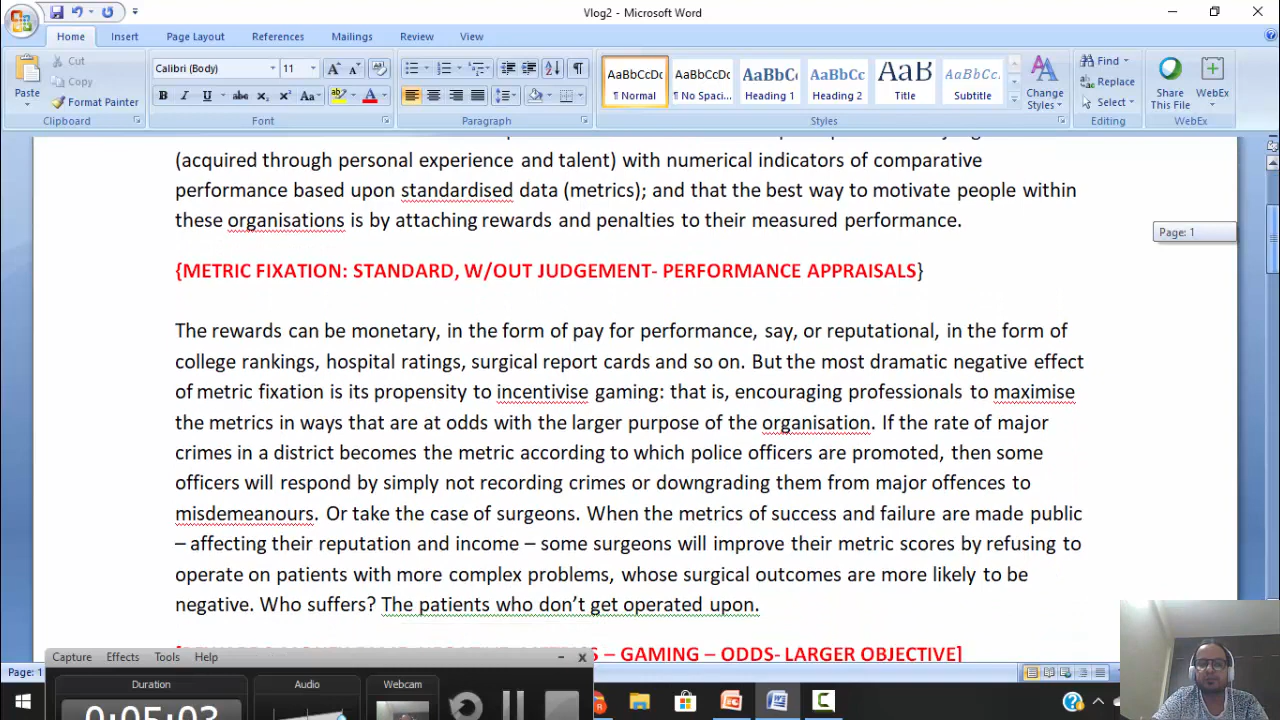 Vlog2 - Microsoft Word
Home Insert Page Layout References Mailings Review View
Paste
Cut
Copy
Format Painter
Clipboard
Calibri (Body) 11
Font
Paragraph
AaBbCcDc AaBbCcDc AaBbCc AaBbCc AaB AaBbCc
¶ Normal ¶ No Spaci... Heading 1 Heading 2 Title Subtitle
Change Styles
Styles
Find
Replace
Select
Editing
Share This File
WebEx
WebEx
(acquired through personal experience and talent) with numerical indicators of comparative
performance based upon standardised data (metrics); and that the best way to motivate people within
these organisations is by attaching rewards and penalties to their measured performance.
Page: 1
{METRIC FIXATION: STANDARD, W/OUT JUDGEMENT- PERFORMANCE APPRAISALS}
The rewards can be monetary, in the form of pay for performance, say, or reputational, in the form of
college rankings, hospital ratings, surgical report cards and so on. But the most dramatic negative effect
of metric fixation is its propensity to incentivise gaming: that is, encouraging professionals to maximise
the metrics in ways that are at odds with the larger purpose of the organisation. If the rate of major
crimes in a district becomes the metric according to which police officers are promoted, then some
officers will respond by simply not recording crimes or downgrading them from major offences to
misdemeanours. Or take the case of surgeons. When the metrics of success and failure are made public
– affecting their reputation and income – some surgeons will improve their metric scores by refusing to
operate on patients with more complex problems, whose surgical outcomes are more likely to be
negative. Who suffers? The patients who don't get operated upon.
– GAMING – ODDS- LARGER OBJECTIVE]
Page: 1
Capture Effects Tools Help
Duration Audio Webcam
0:05:03